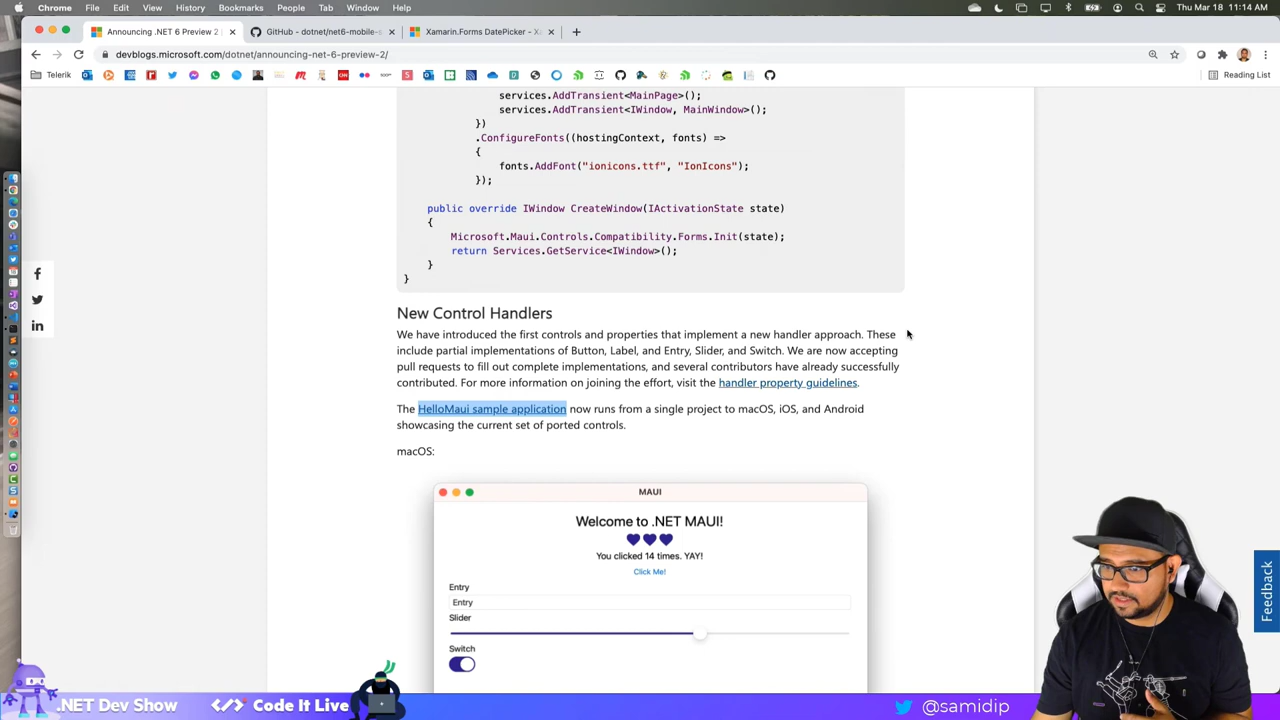 Chrome File Edit View History Bookmarks People Tab Window Help
Thu Mar 18 11:14 AM
Announcing .NET 6 Preview 2
GitHub - dotnet/net6-mobile-s
Xamarin.Forms DatePicker - Xa
devblogs.microsoft.com/dotnet/announcing-net-6-preview-2/
Telerik
Reading List
services.AddTransient<MainPage>();
services.AddTransient<IWindow, MainWindow>();
})
.ConfigureFonts((hostingContext, fonts) =>
{
fonts.AddFont("ionicons.ttf", "IonIcons");
});
public override IWindow CreateWindow(IActivationState state)
{
Microsoft.Maui.Controls.Compatibility.Forms.Init(state);
return Services.GetService<IWindow>();
}
}
New Control Handlers
We have introduced the first controls and properties that implement a new handler approach. These
include partial implementations of Button, Label, and Entry, Slider, and Switch. We are now accepting
pull requests to fill out complete implementations, and several contributors have already successfully
contributed. For more information on joining the effort, visit the handler property guidelines.
The HelloMaui sample application now runs from a single project to macOS, iOS, and Android
showcasing the current set of ported controls.
macOS:
MAUI
Welcome to .NET MAUI!
You clicked 14 times. YAY!
Click Me!
Entry
Entry
Slider
Switch
Feedback
.NET Dev Show
</> Code It Live
@samidip